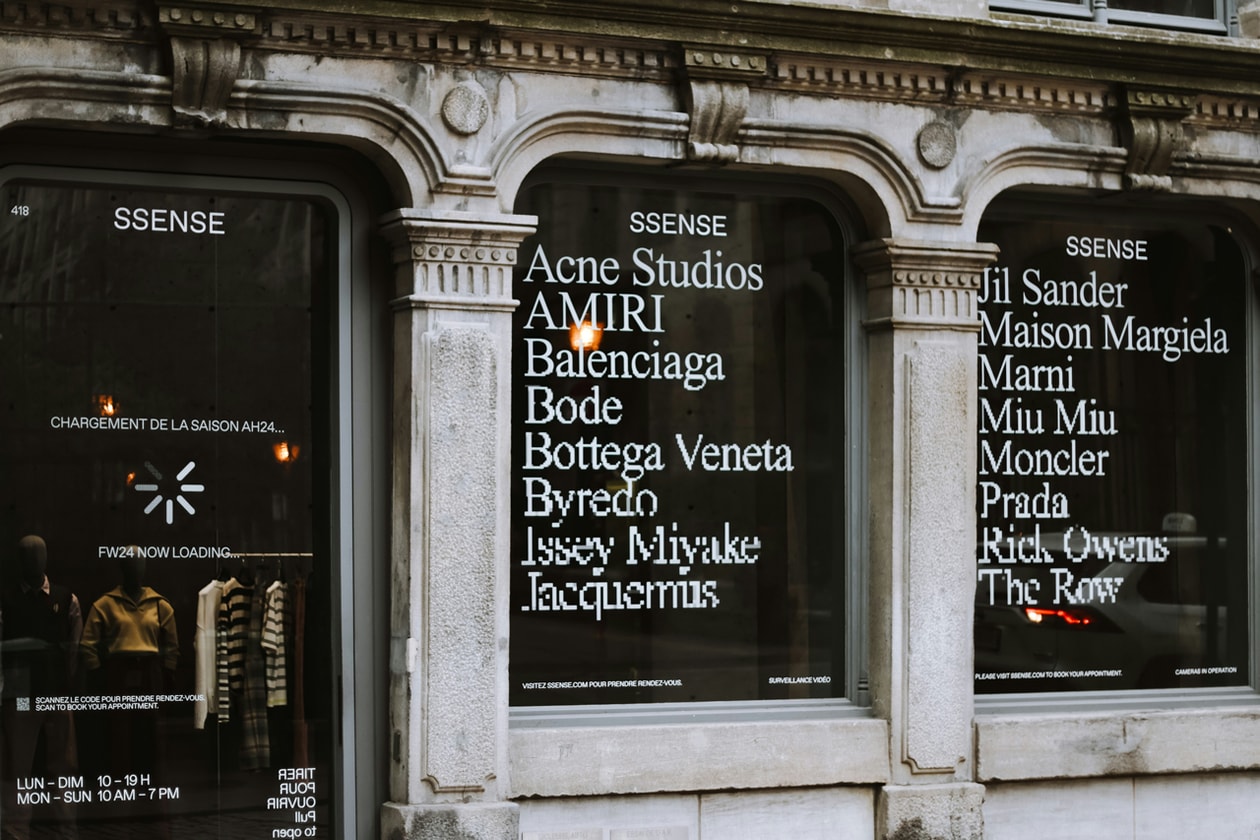 418
SSENSE
CHARGEMENT DE LA SAISON AH24...
FW24 NOW LOADING...
SCANNEZ LE CODE POUR PRENDRE RENDEZ-VOUS.
SCAN TO BOOK YOUR APPOINTMENT.
LUN – DIM 10 – 19 H
MON – SUN 10 AM – 7 PM
TIRER
POUR
OUVRIR
Pull
to open
SSENSE
Acne Studios
AMIRI
Balenciaga
Bode
Bottega Veneta
Byredo
Issey Miyake
Jacquemus
VISITEZ SSENSE.COM POUR PRENDRE RENDEZ-VOUS.
SURVEILLANCE VIDÉO
SSENSE
Jil Sander
Maison Margiela
Marni
Miu Miu
Moncler
Prada
Rick Owens
The Row
PLEASE VISIT SSENSE.COM TO BOOK YOUR APPOINTMENT.
CAMERAS IN OPERATION